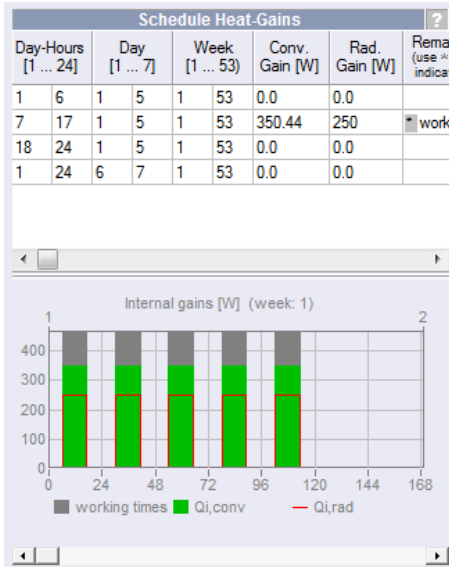 Schedule Heat-Gains ?
Day-Hours Day Week Conv. Rad. Rema
[1 ... 24] [1 ... 7] [1 ... 53) Gain [W] Gain [W] (use * indicat
1 6 1 5 1 53 0.0 0.0
7 17 1 5 1 53 350.44 250 * work
18 24 1 5 1 53 0.0 0.0
1 24 6 7 1 53 0.0 0.0
Internal gains [W] (week: 1)
1 2
400
300
200
100
0
0 24 48 72 96 120 144 168
working times Qi,conv Qi,rad